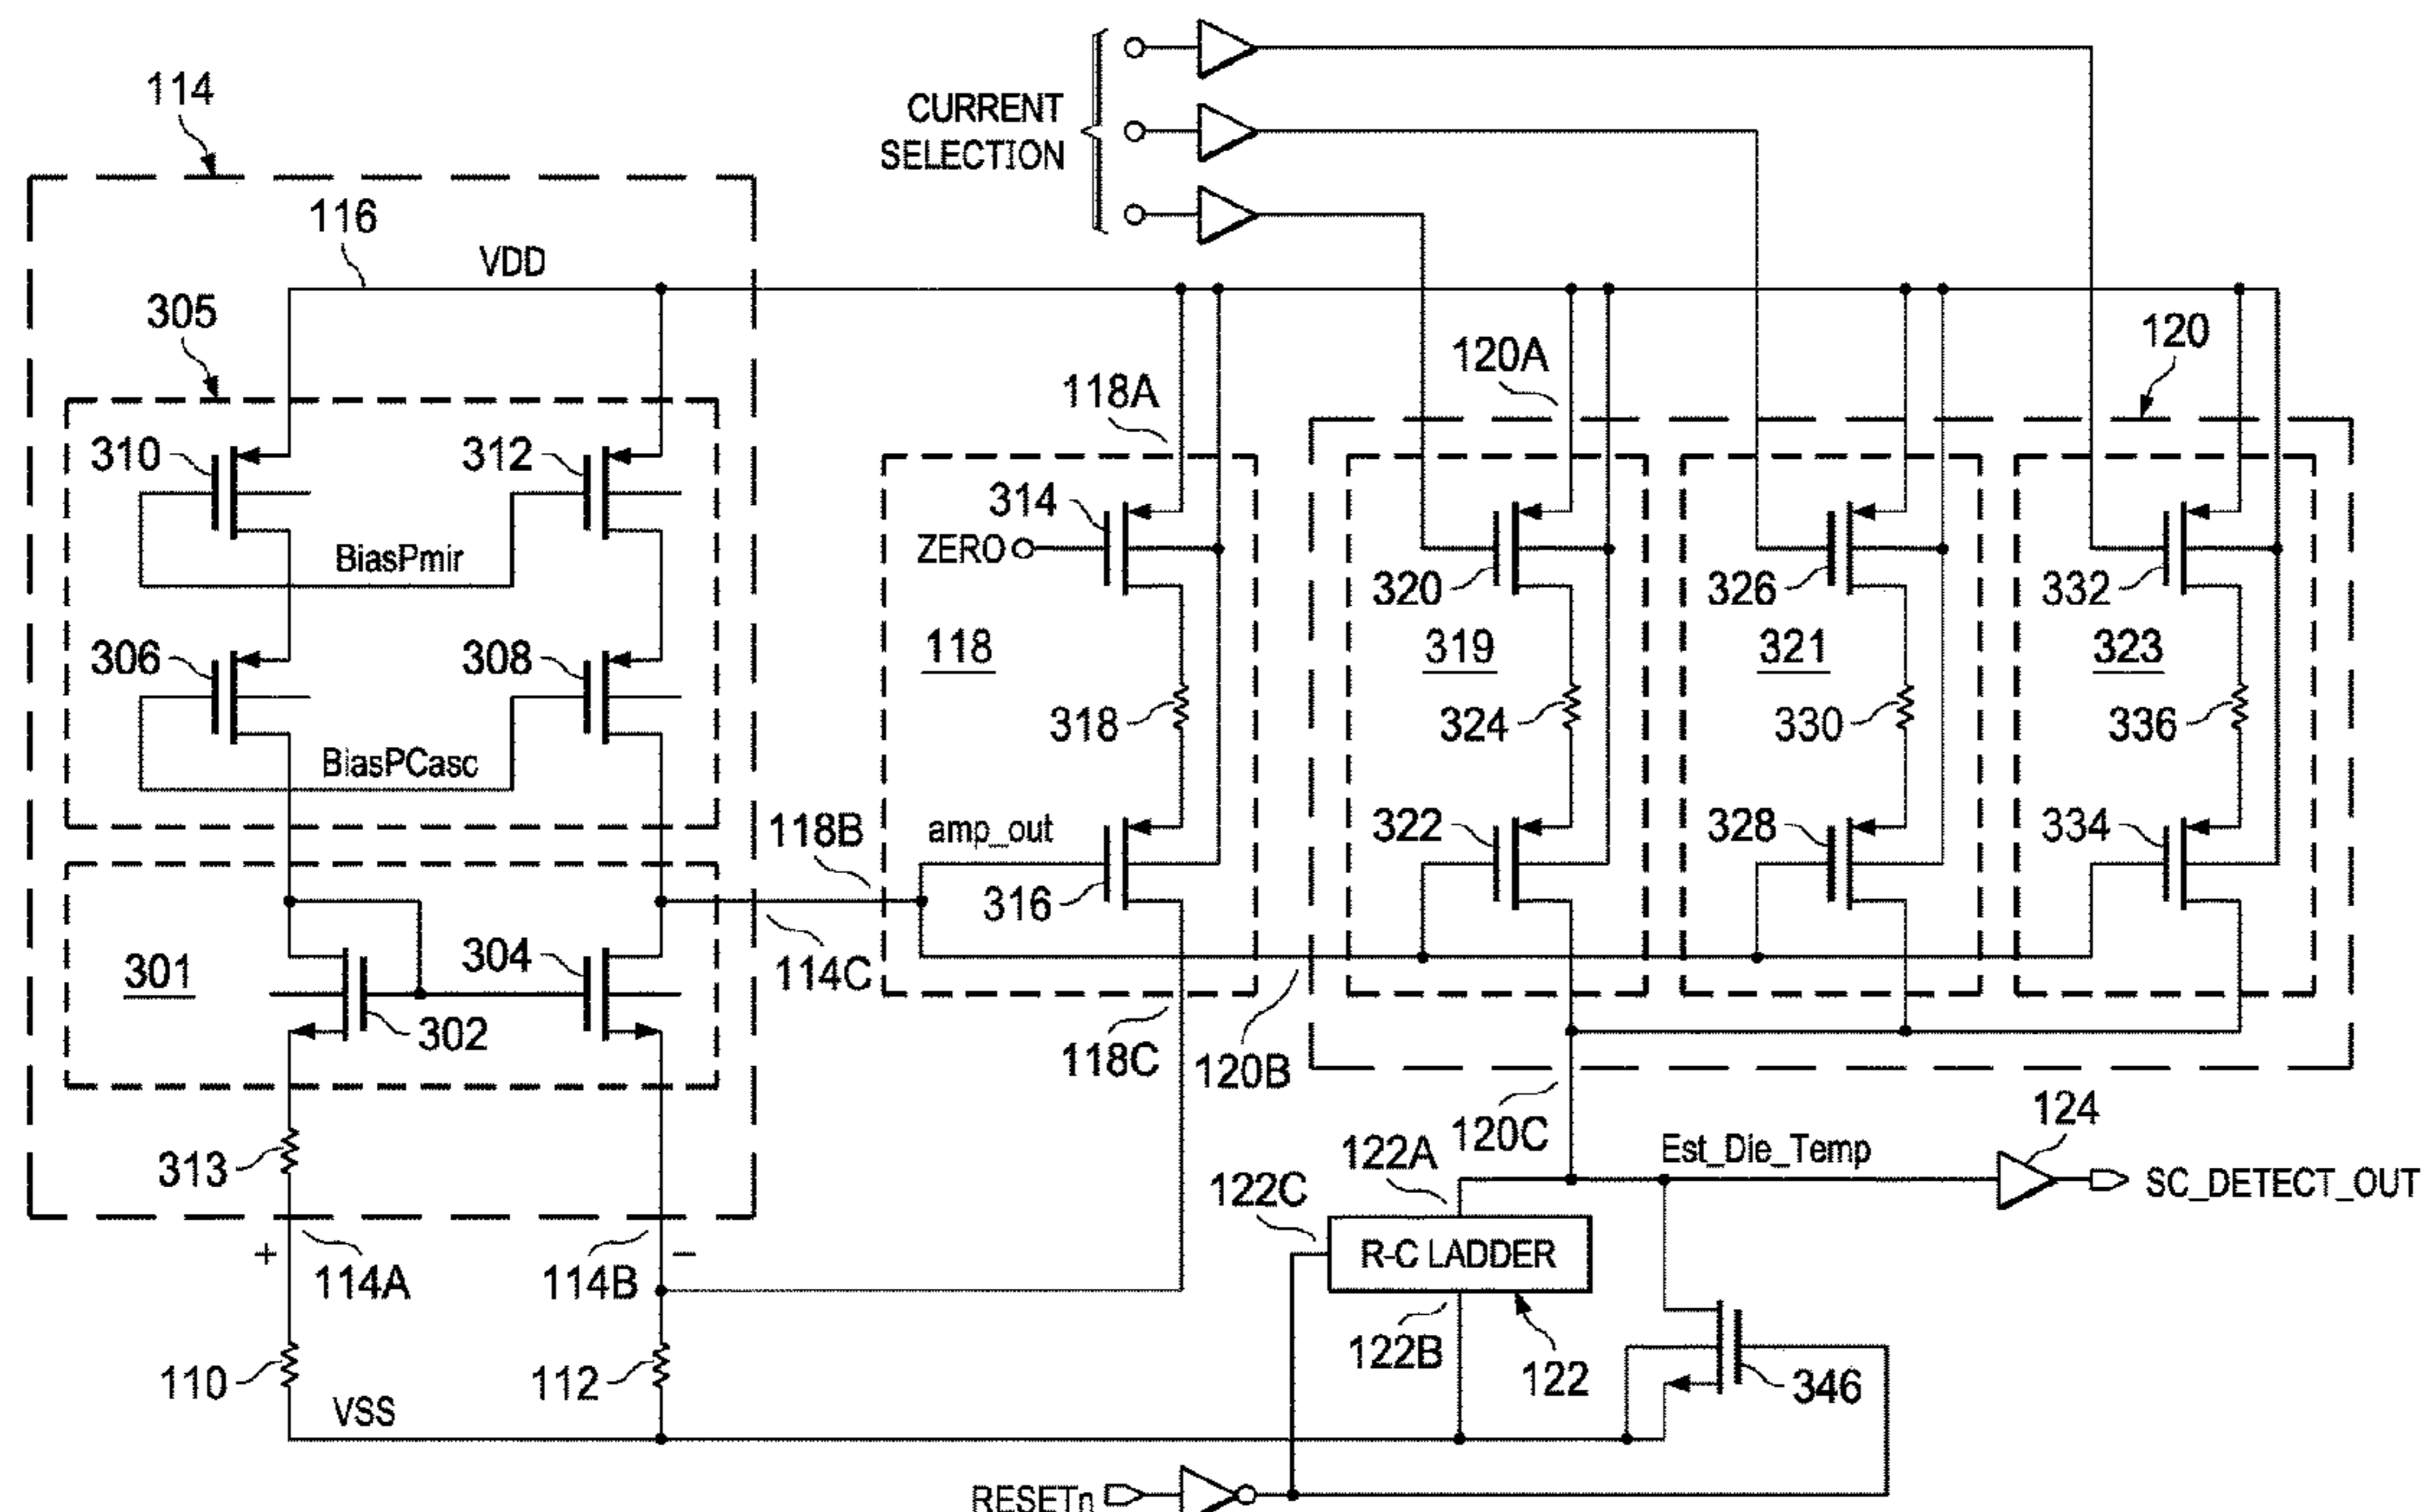 114
CURRENT
SELECTION
116
VDD
305
120A
120
118A
310
312
314
ZERO
BiasPmir
320
326
332
306
308
118
319
321
323
318
324
330
336
BiasPCasc
118B
amp_out
322
328
334
316
301
304
114C
302
118C
120B
313
120C
122A
Est_Die_Temp
124
122C
SC_DETECT_OUT
+
−
114A
114B
R-C LADDER
122B
122
110
112
346
VSS
RESETn